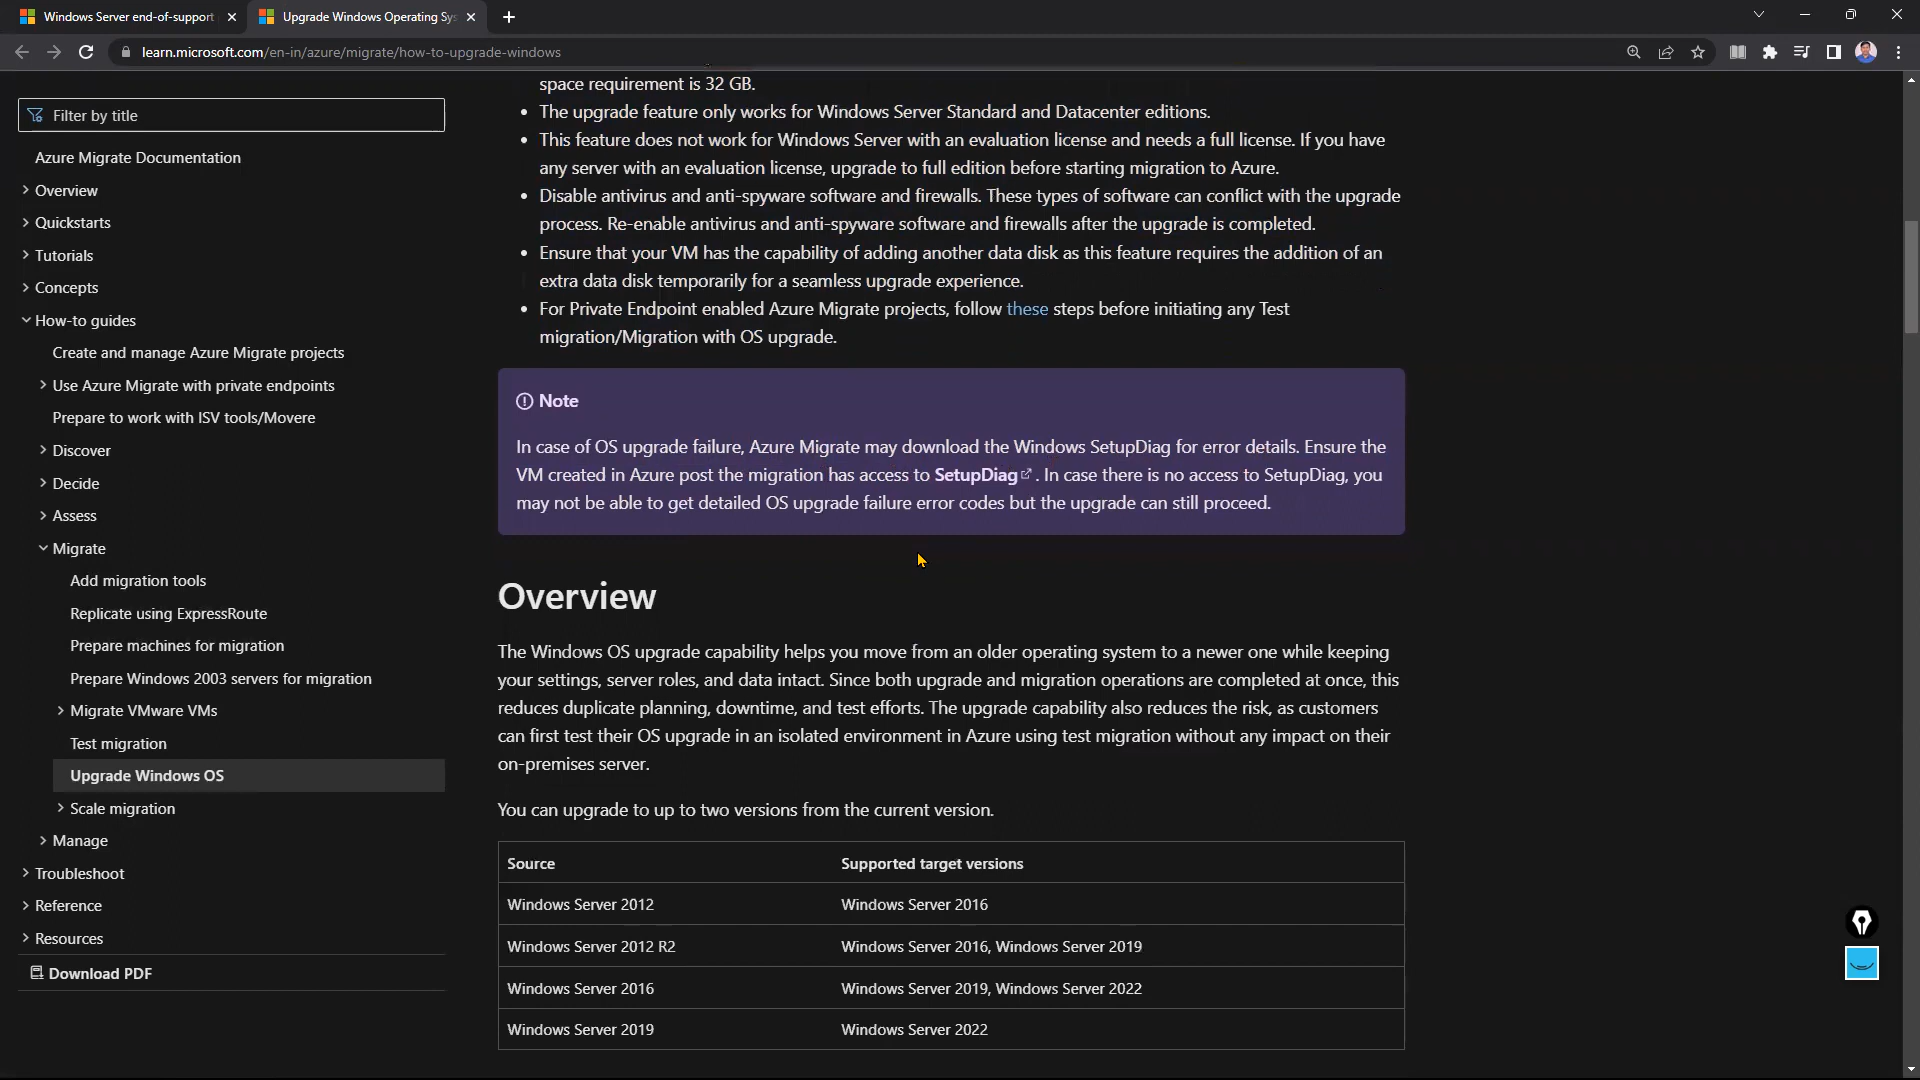 Windows Server end-of-support
Upgrade Windows Operating Sys
learn.microsoft.com/en-in/azure/migrate/how-to-upgrade-windows
Filter by title
Azure Migrate Documentation
Overview
Quickstarts
Tutorials
Concepts
How-to guides
Create and manage Azure Migrate projects
Use Azure Migrate with private endpoints
Prepare to work with ISV tools/Movere
Discover
Decide
Assess
Migrate
Add migration tools
Replicate using ExpressRoute
Prepare machines for migration
Prepare Windows 2003 servers for migration
Migrate VMware VMs
Test migration
Upgrade Windows OS
Scale migration
Manage
Troubleshoot
Reference
Resources
Download PDF
space requirement is 32 GB.
• The upgrade feature only works for Windows Server Standard and Datacenter editions.
• This feature does not work for Windows Server with an evaluation license and needs a full license. If you have
any server with an evaluation license, upgrade to full edition before starting migration to Azure.
• Disable antivirus and anti-spyware software and firewalls. These types of software can conflict with the upgrade
process. Re-enable antivirus and anti-spyware software and firewalls after the upgrade is completed.
• Ensure that your VM has the capability of adding another data disk as this feature requires the addition of an
extra data disk temporarily for a seamless upgrade experience.
• For Private Endpoint enabled Azure Migrate projects, follow these steps before initiating any Test
migration/Migration with OS upgrade.
Note
In case of OS upgrade failure, Azure Migrate may download the Windows SetupDiag for error details. Ensure the
VM created in Azure post the migration has access to SetupDiag. In case there is no access to SetupDiag, you
may not be able to get detailed OS upgrade failure error codes but the upgrade can still proceed.
Overview
The Windows OS upgrade capability helps you move from an older operating system to a newer one while keeping
your settings, server roles, and data intact. Since both upgrade and migration operations are completed at once, this
reduces duplicate planning, downtime, and test efforts. The upgrade capability also reduces the risk, as customers
can first test their OS upgrade in an isolated environment in Azure using test migration without any impact on their
on-premises server.
You can upgrade to up to two versions from the current version.
Source Supported target versions
Windows Server 2012 Windows Server 2016
Windows Server 2012 R2 Windows Server 2016, Windows Server 2019
Windows Server 2016 Windows Server 2019, Windows Server 2022
Windows Server 2019 Windows Server 2022